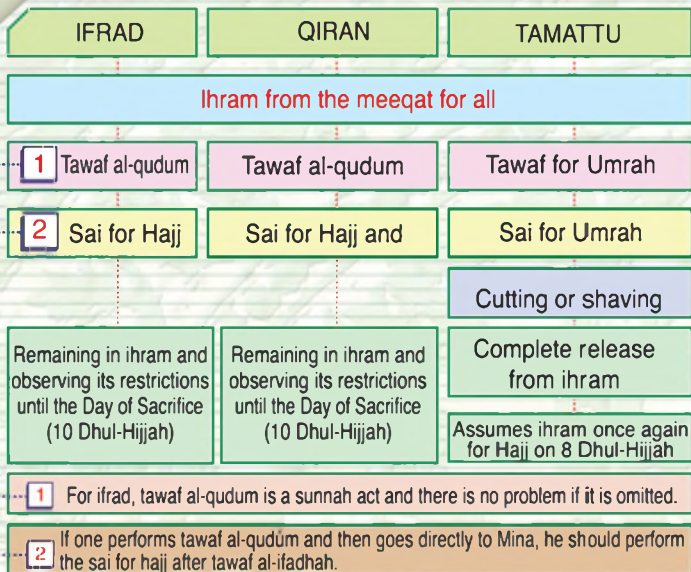 IFRAD
QIRAN
TAMATTU
Ihram from the meeqat for all
1 Tawaf al-qudum
Tawaf al-qudum
Tawaf for Umrah
2 Sai for Hajj
Sai for Hajj and
Sai for Umrah
Cutting or shaving
Remaining in ihram and
observing its restrictions
until the Day of Sacrifice
(10 Dhul-Hijjah)
Remaining in ihram and
observing its restrictions
until the Day of Sacrifice
(10 Dhul-Hijjah)
Complete release
from ihram
Assumes ihram once again
for Hajj on 8 Dhul-Hijjah
1 For ifrad, tawaf al-qudum is a sunnah act and there is no problem if it is omitted.
2 If one performs tawaf al-qudum and then goes directly to Mina, he should perform
the sai for hajj after tawaf al-ifadhah.